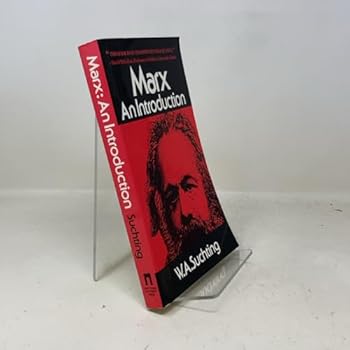 Marx
An Introduction
W.A.Suchting
Marx: An Introduction Suchting